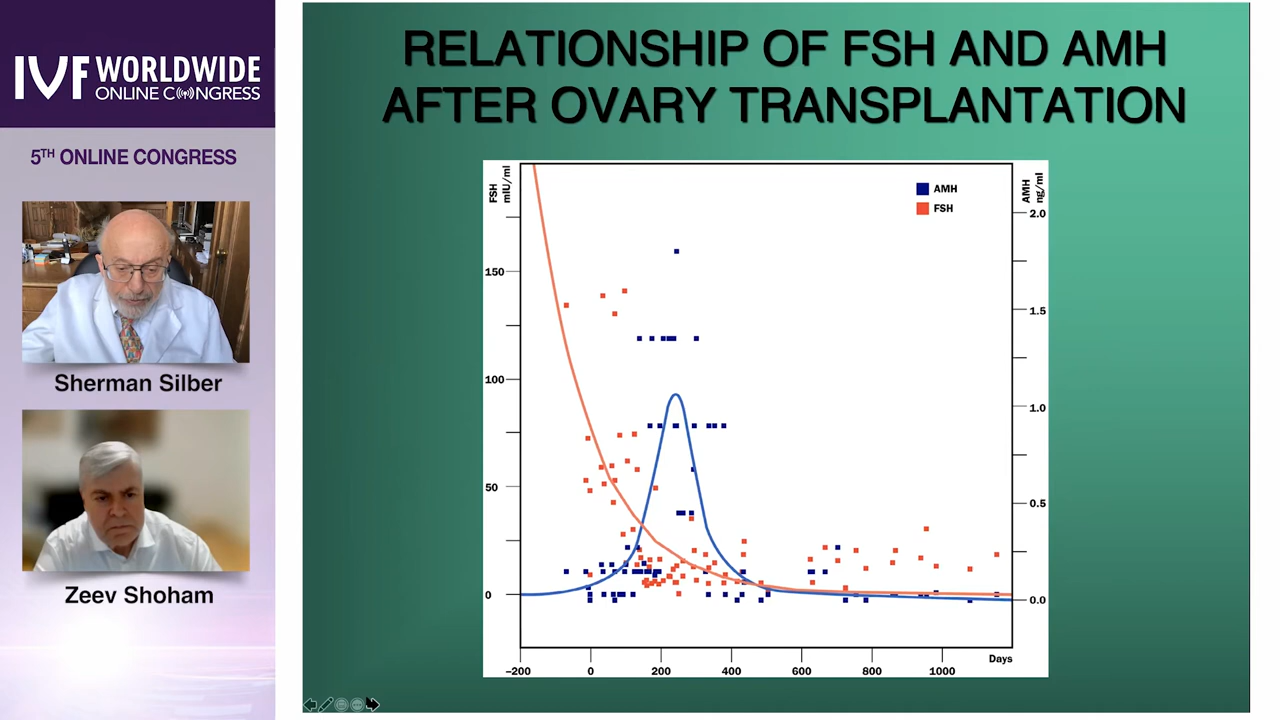 IVF WORLDWIDE
ONLINE CONGRESS
5TH ONLINE CONGRESS
Sherman Silber
Zeev Shoham
RELATIONSHIP OF FSH AND AMH
AFTER OVARY TRANSPLANTATION
FSH
mIU/ml
AMH
ng/ml
AMH
FSH
150
100
50
0
2.0
1.5
1.0
0.5
0.0
-200
0
200
400
600
800
1000
Days